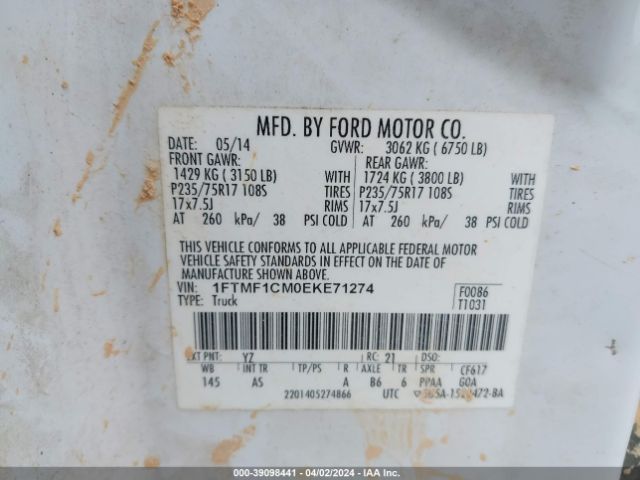 MFD. BY FORD MOTOR CO.
DATE: 05/14 GVWR: 3062 KG ( 6750 LB)
FRONT GAWR: REAR GAWR:
1429 KG ( 3150 LB) WITH 1724 KG ( 3800 LB) WITH
P235/75R17 108S TIRES P235/75R17 108S TIRES
17x7.5J RIMS 17x7.5J RIMS
AT 260 kPa/ 38 PSI COLD AT 260 kPa/ 38 PSI COLD
THIS VEHICLE CONFORMS TO ALL APPLICABLE FEDERAL MOTOR
VEHICLE SAFETY STANDARDS IN EFFECT ON THE DATE OF
MANUFACTURE SHOWN ABOVE.
VIN: 1FTMF1CM0EKE71274 F0086
TYPE: Truck T1031
EXT PNT: YZ RC: 21 DSO:
WB INT TR TP/PS R AXLE TR SPR CF617
145 AS A B6 6 PPAA GOA
2201405274866 UTC
000-39098441 - 04/02/2024 - IAA Inc.